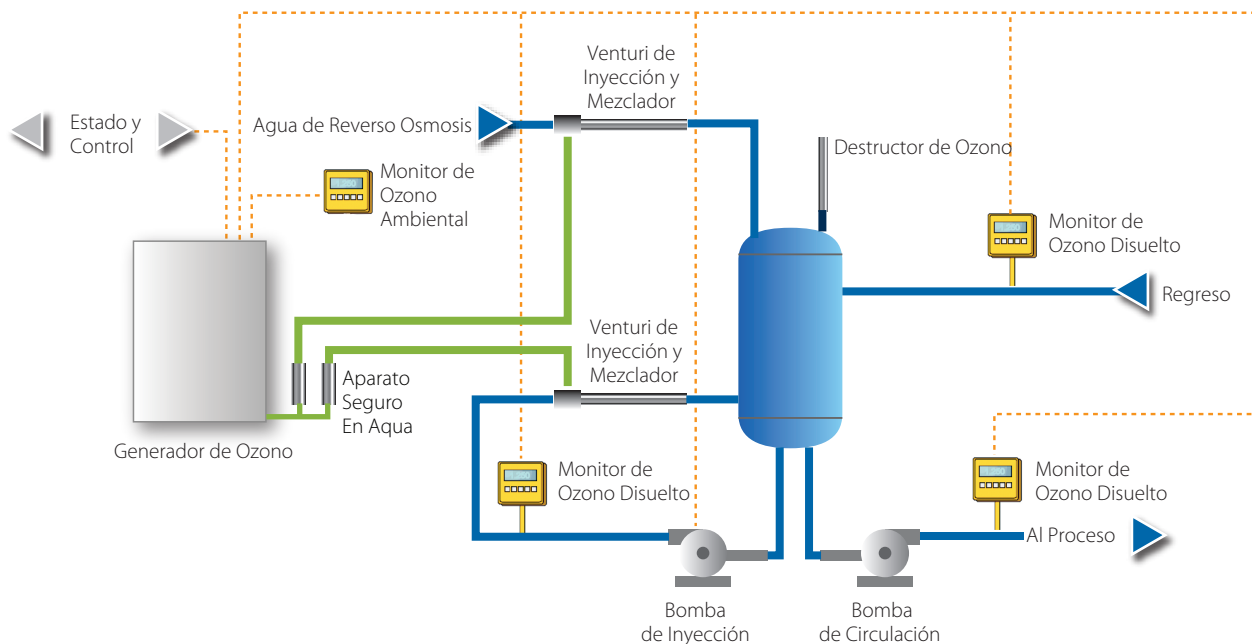 Venturi de
Inyección y
Mezclador
Estado y
Control
Agua de Reverso Osmosis
Destructor de Ozono
Monitor de
Ozono
Ambiental
Monitor de
Ozono Disuelto
Regreso
Venturi de
Inyección y
Mezclador
Aparato
Seguro
En Aqua
Generador de Ozono
Monitor de
Ozono Disuelto
Monitor de
Ozono Disuelto
Al Proceso
Bomba
de Inyección
Bomba
de Circulación